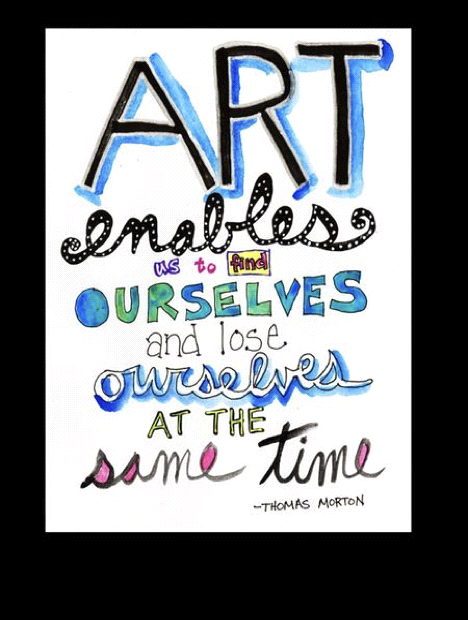 ART
enables
us to find
OURSELVES
and lose
ourselves
AT THE
same time
-THOMAS MORTON